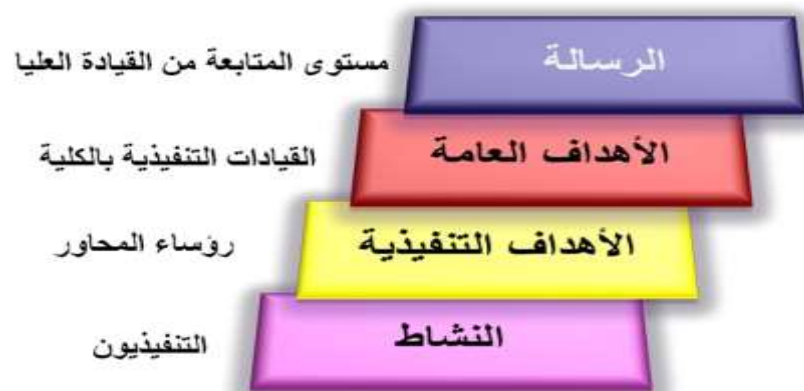 الرسالة
مستوى المتابعة من القيادة العليا
الأهداف العامة
القيادات التنفيذية بالكلية
الأهداف التنفيذية
رؤساء المحاور
النشاط
التنفيذيون